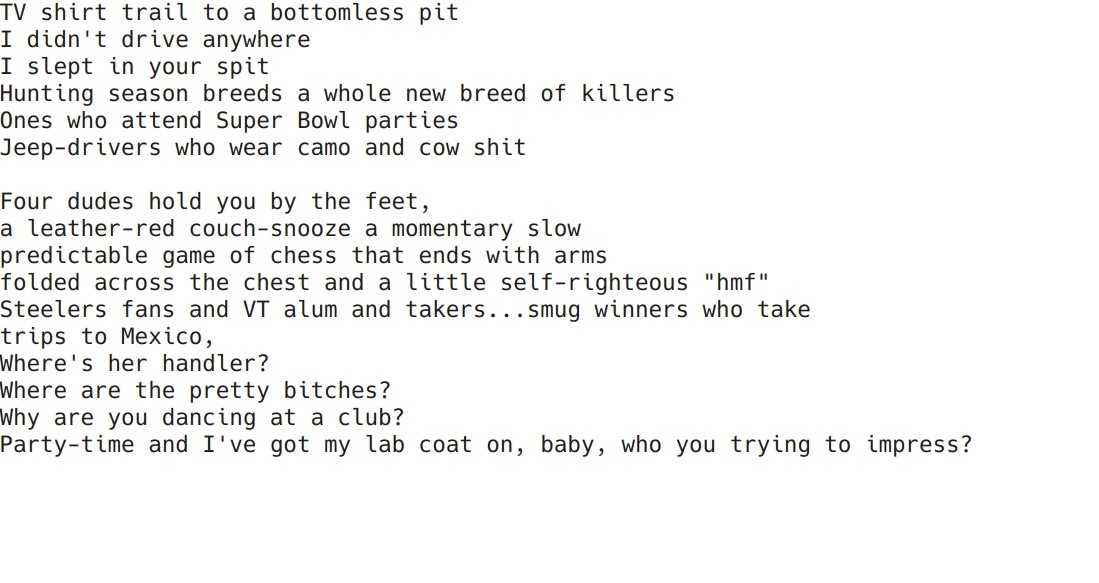 TV shirt trail to a bottomless pit
I didn't drive anywhere
I slept in your spit
Hunting season breeds a whole new breed of killers
Ones who attend Super Bowl parties
Jeep-drivers who wear camo and cow shit

Four dudes hold you by the feet,
a leather-red couch-snooze a momentary slow
predictable game of chess that ends with arms
folded across the chest and a little self-righteous "hmf"
Steelers fans and VT alum and takers...smug winners who take
trips to Mexico,
Where's her handler?
Where are the pretty bitches?
Why are you dancing at a club?
Party-time and I've got my lab coat on, baby, who you trying to impress?